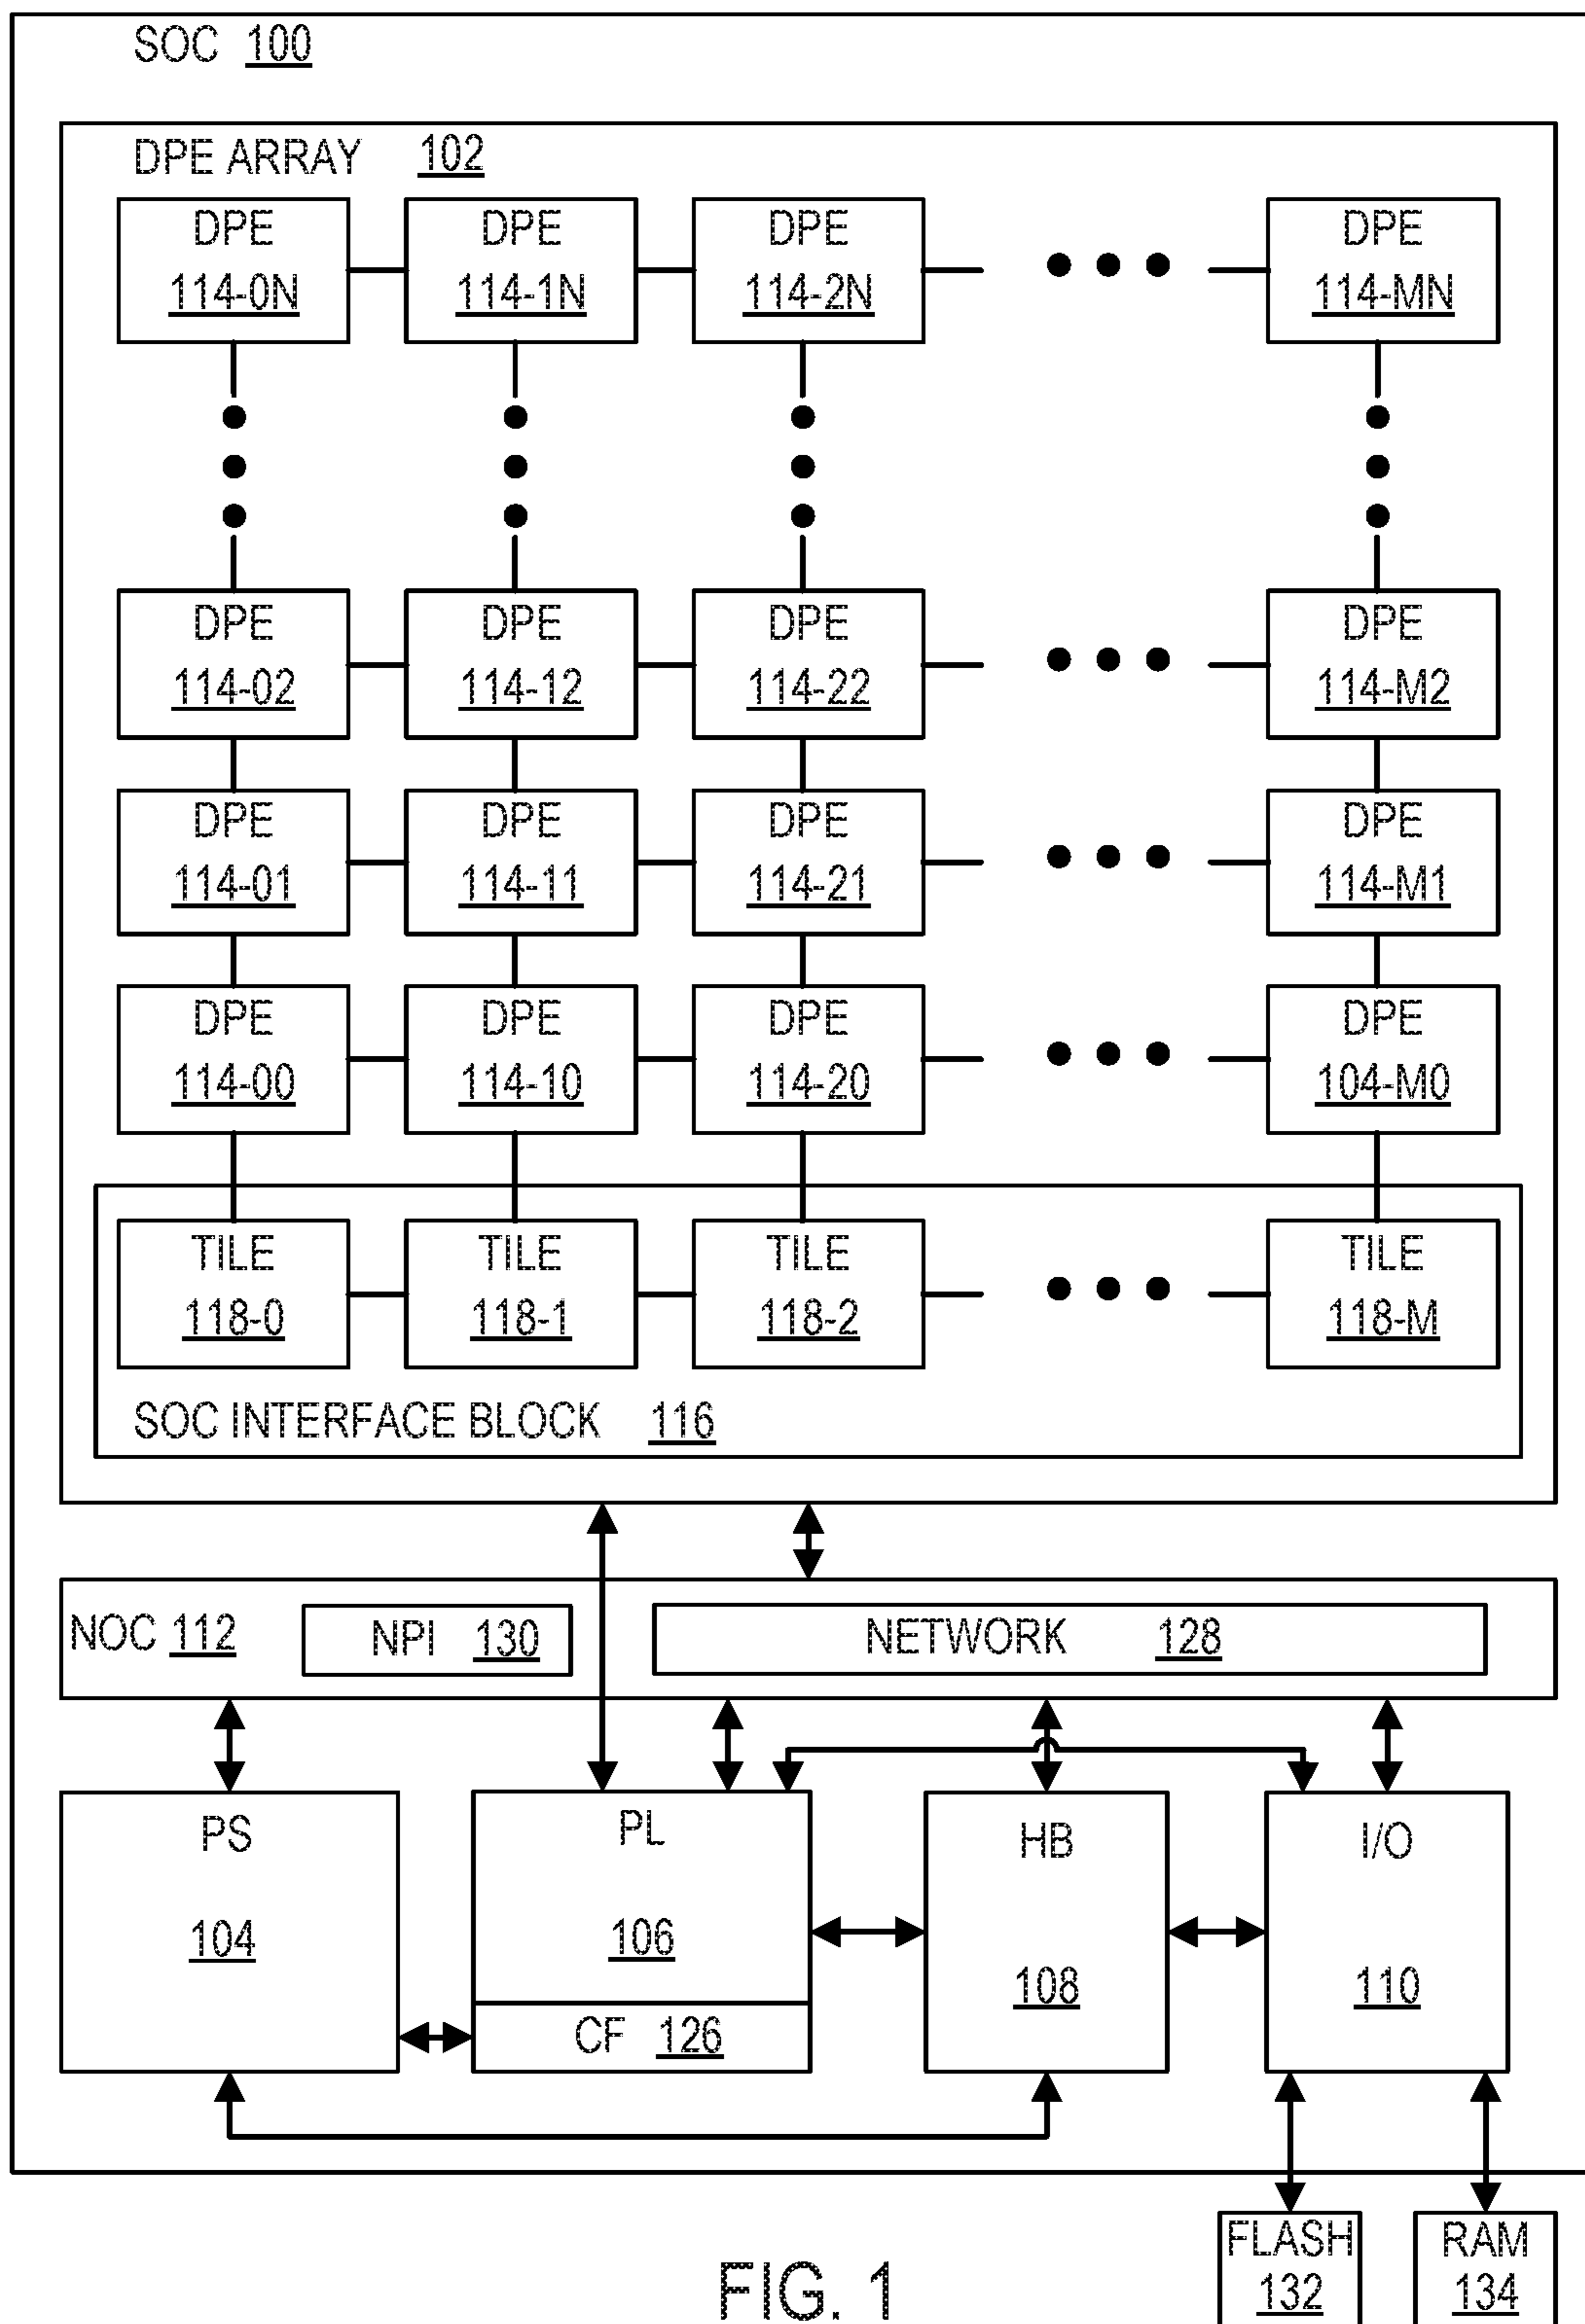 SOC 100
DPE ARRAY 102
DPE DPE DPE DPE
114-0N 114-1N 114-2N 114-MN
DPE DPE DPE DPE
114-02 114-12 114-22 114-M2
DPE DPE DPE DPE
114-01 114-11 114-21 114-M1
DPE DPE DPE DPE
114-00 114-10 114-20 104-M0
TILE TILE TILE TILE
118-0 118-1 118-2 118-M
SOC INTERFACE BLOCK 116
NOC 112 NPI 130 NETWORK 128
PS PL HB I/O
104 106 108 110
CF 126
FLASH RAM
132 134
FIG. 1